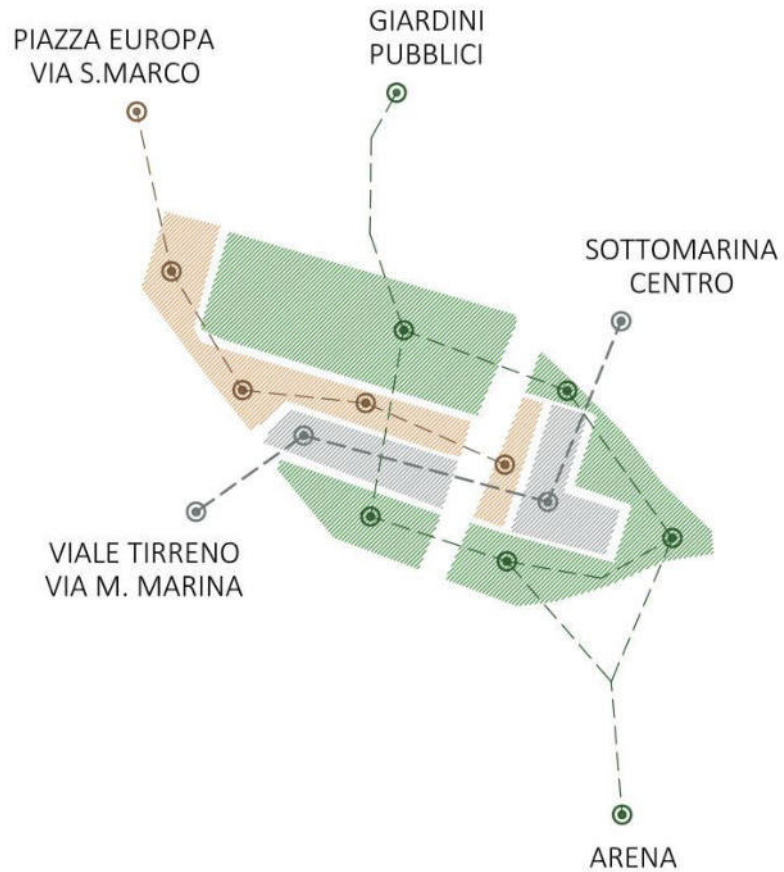 PIAZZA EUROPA
VIA S.MARCO
GIARDINI
PUBBLICI
SOTTOMARINA
CENTRO
VIALE TIRRENO
VIA M. MARINA
ARENA